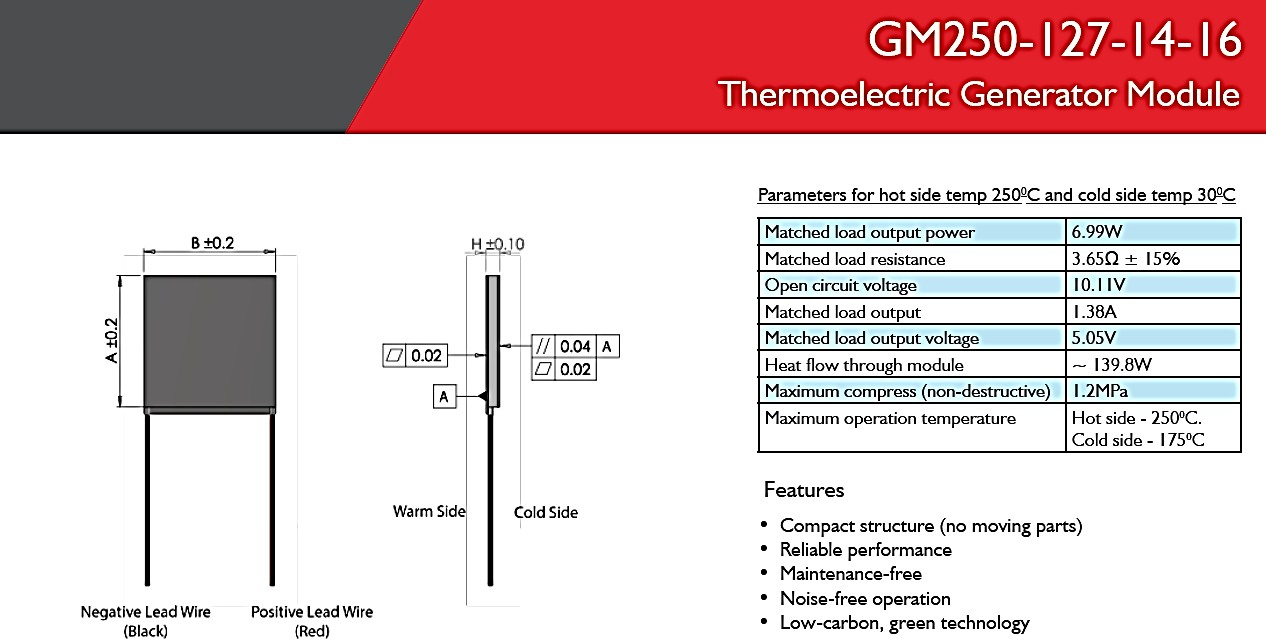 GM250-127-14-16
Thermoelectric Generator Module
Parameters for hot side temp 250⁰C and cold side temp 30⁰C
Matched load output power 6.99W
Matched load resistance 3.65Ω ± 15%
Open circuit voltage 10.11V
Matched load output 1.38A
Matched load output voltage 5.05V
Heat flow through module ~ 139.8W
Maximum compress (non-destructive) 1.2MPa
Maximum operation temperature Hot side - 250⁰C.
Cold side - 175⁰C
B ±0.2
A ±0.2
H ±0.10
0.02
// 0.04 A
0.02
A
Warm Side
Cold Side
Negative Lead Wire
(Black)
Positive Lead Wire
(Red)
Features
• Compact structure (no moving parts)
• Reliable performance
• Maintenance-free
• Noise-free operation
• Low-carbon, green technology